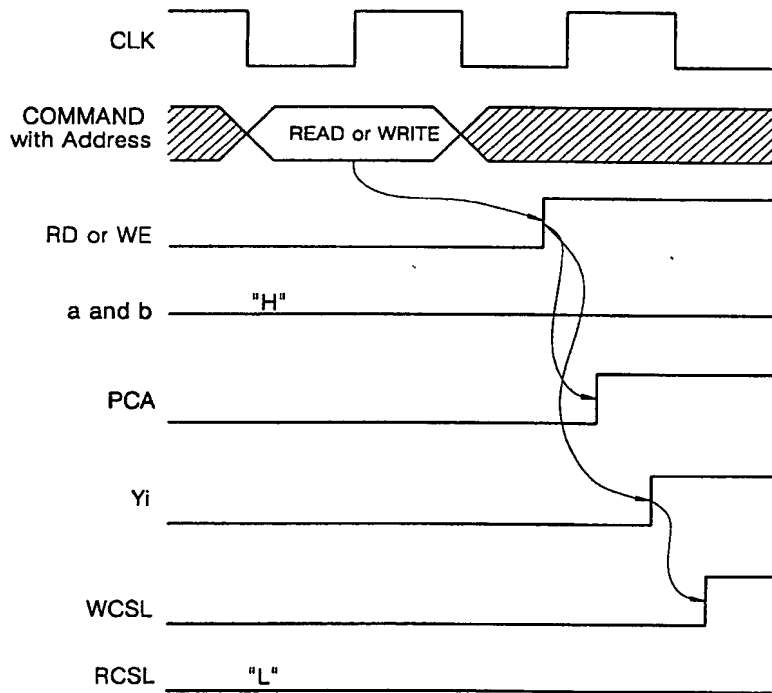 CLK
COMMAND
with Address
READ or WRITE
RD or WE
a and b
"H"
PCA
Yi
WCSL
RCSL
"L"